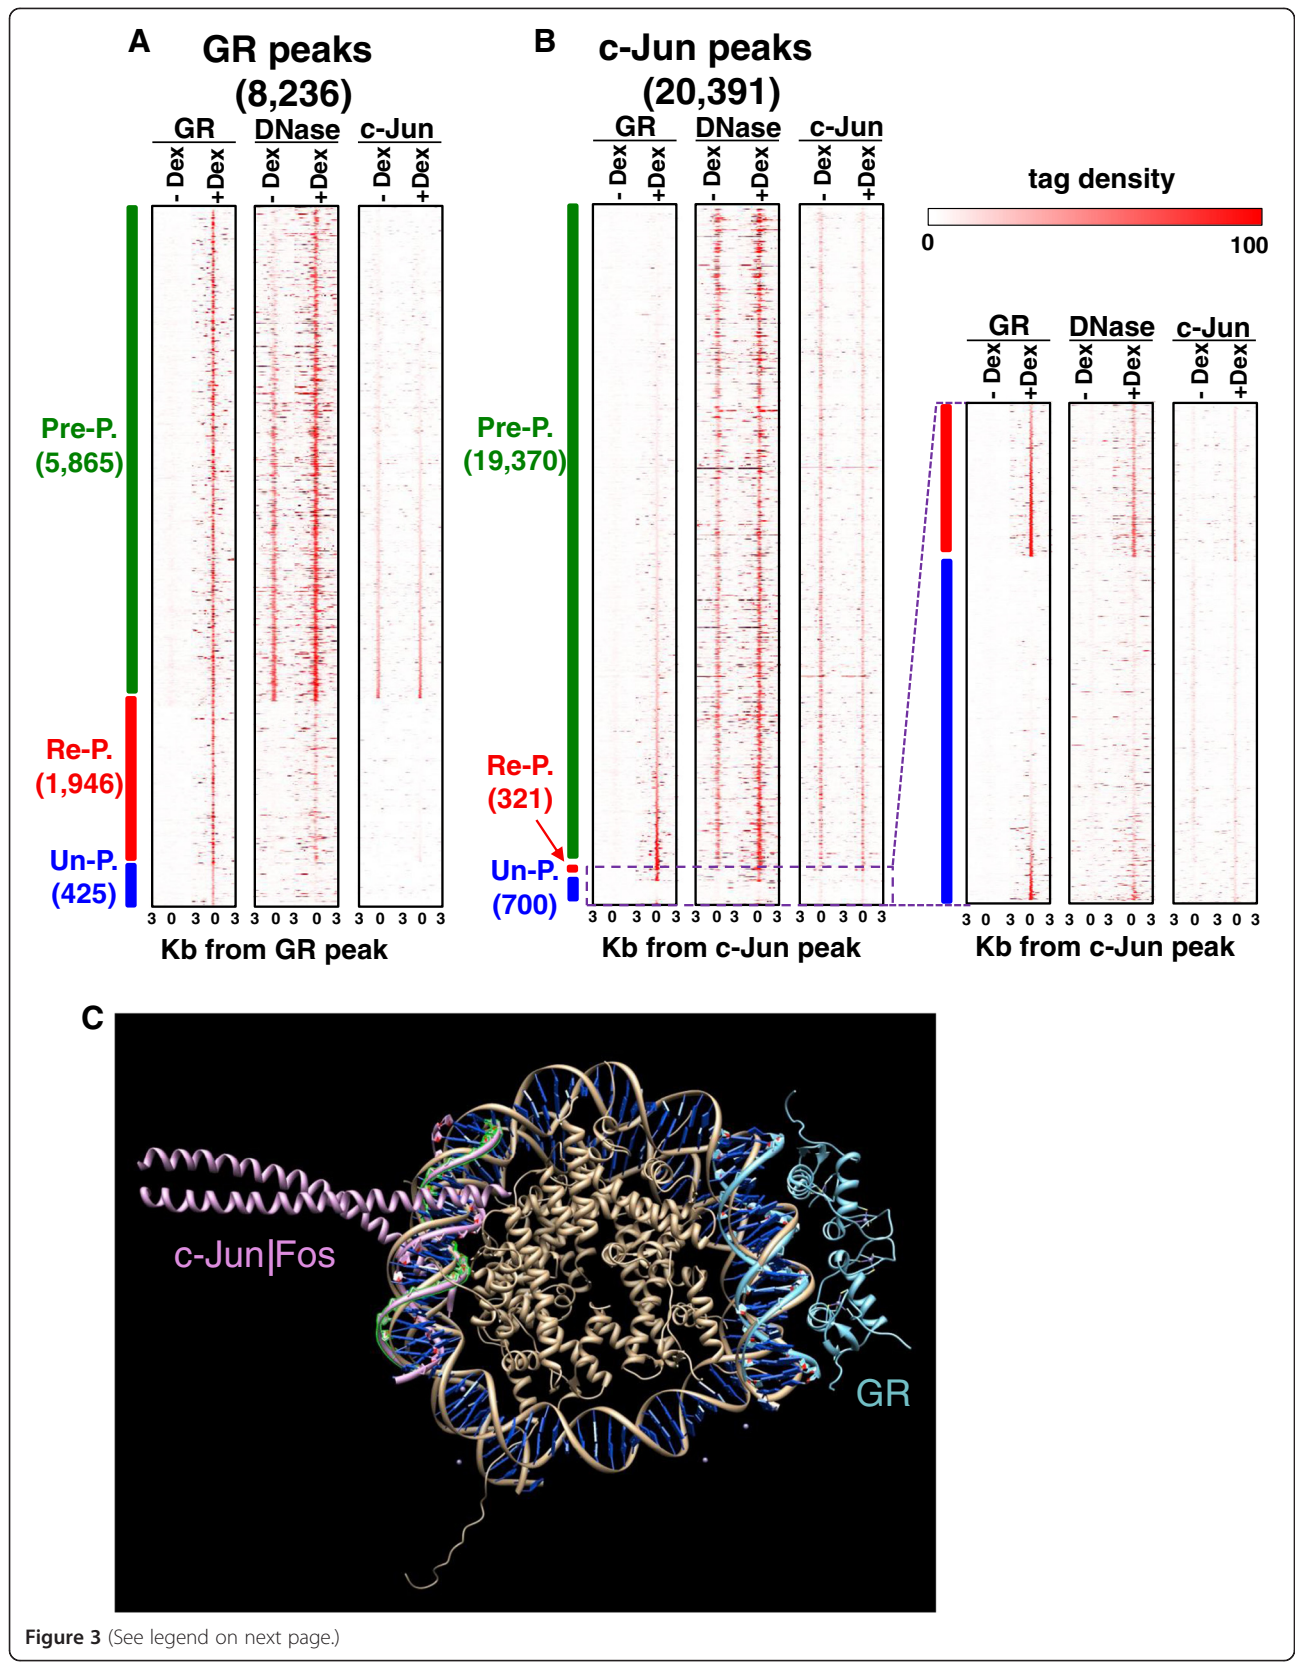 A
GR peaks
(8,236)
GR DNase c-Jun
- Dex +Dex - Dex +Dex - Dex +Dex
Pre-P.
(5,865)
Re-P.
(1,946)
Un-P.
(425)
3 0 3 0 3 3 0 3 0 3 3 0 3 0 3
Kb from GR peak
B
c-Jun peaks
(20,391)
GR DNase c-Jun
- Dex +Dex - Dex +Dex - Dex +Dex
Pre-P.
(19,370)
Re-P.
(321)
Un-P.
(700)
3 0 3 0 3 3 0 3 0 3 3 0 3 0 3
Kb from c-Jun peak
tag density
0 100
GR DNase c-Jun
- Dex +Dex - Dex +Dex - Dex +Dex
3 0 3 0 3 3 0 3 0 3 3 0 3 0 3
Kb from c-Jun peak
C
c-Jun|Fos
GR
Figure 3 (See legend on next page.)